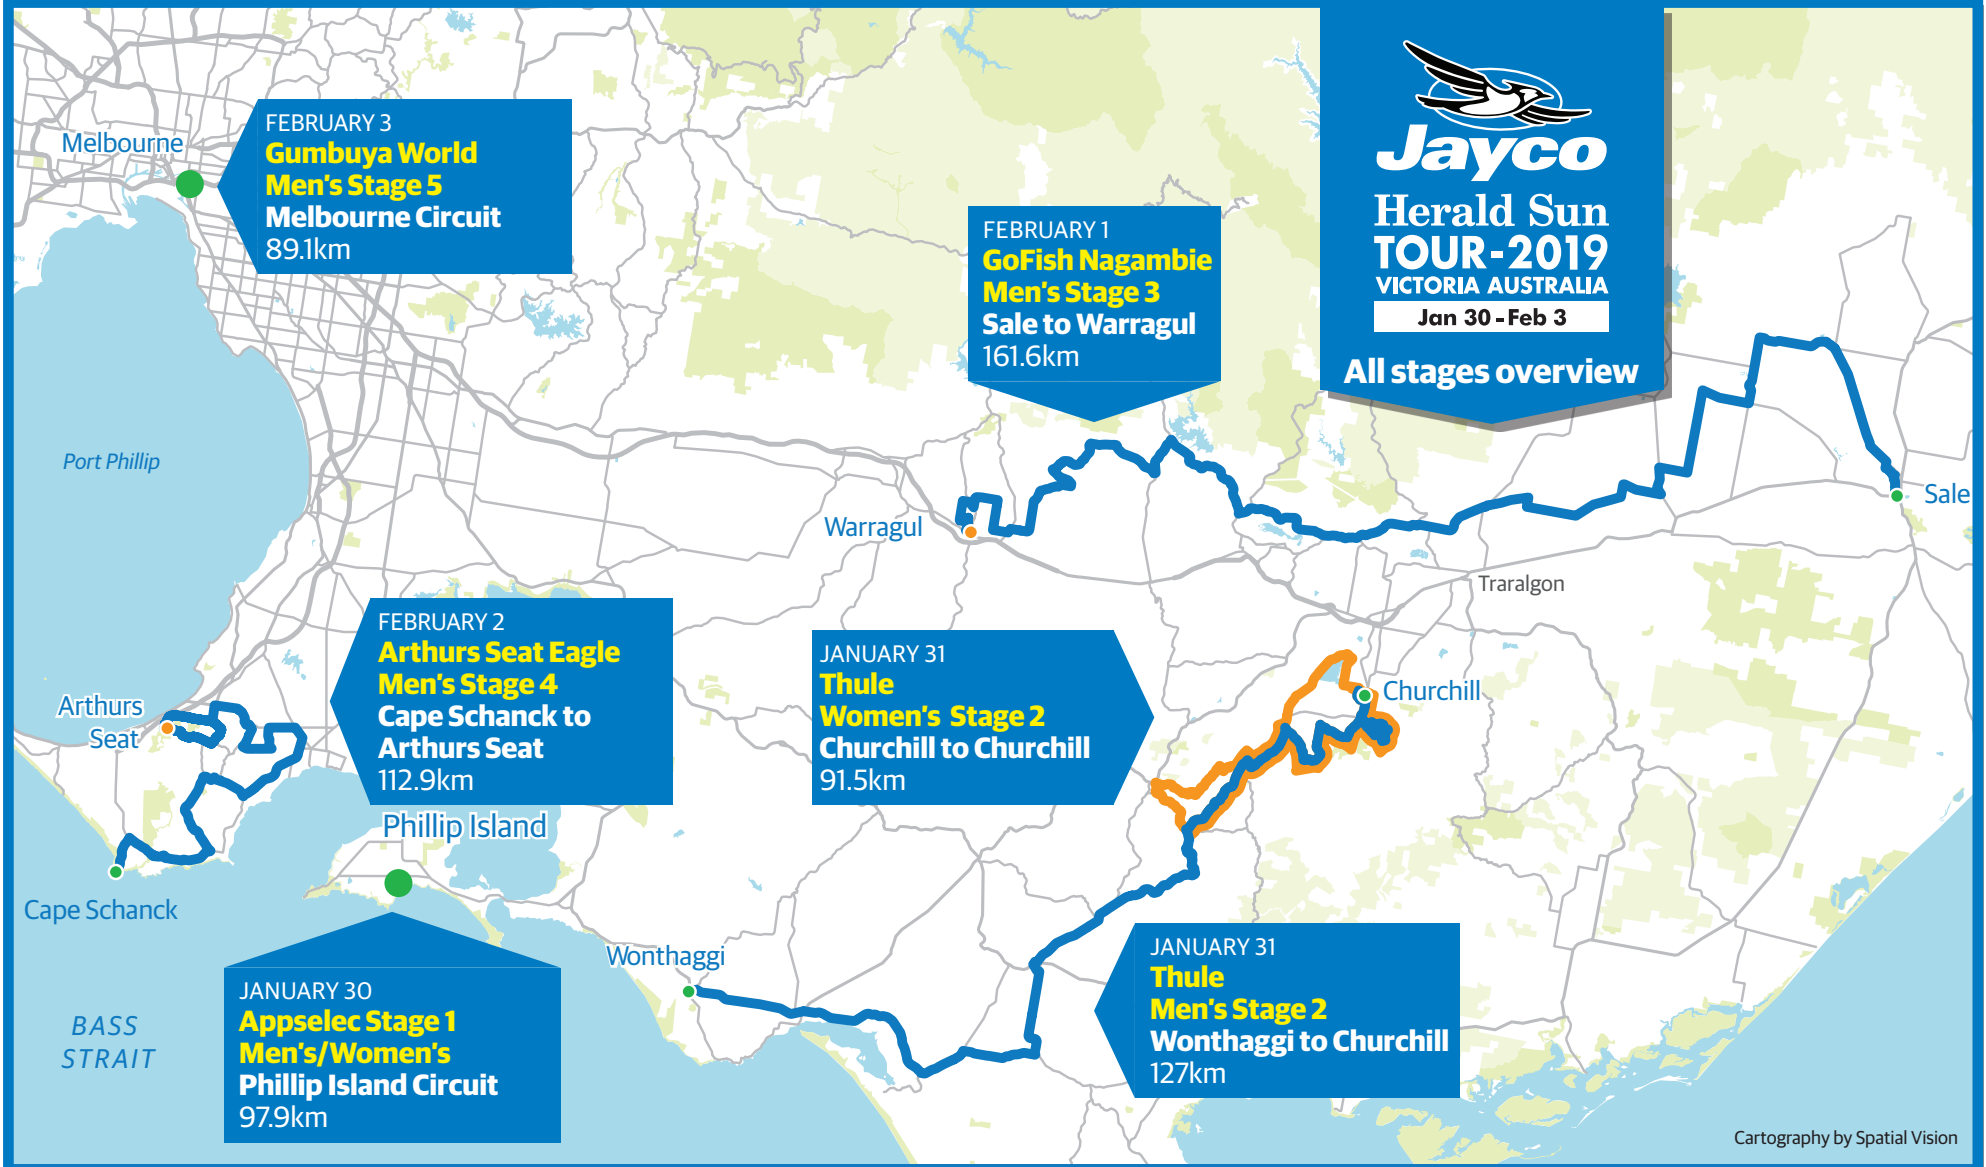 Jayco
Herald Sun
TOUR-2019
VICTORIA AUSTRALIA
Jan 30 - Feb 3
All stages overview
Melbourne
FEBRUARY 3
Gumbuya World
Men's Stage 5
Melbourne Circuit
89.1km
FEBRUARY 1
GoFish Nagambie
Men's Stage 3
Sale to Warragul
161.6km
Port Phillip
Sale
Warragul
Traralgon
FEBRUARY 2
Arthurs Seat Eagle
Men's Stage 4
Cape Schanck to
Arthurs Seat
112.9km
JANUARY 31
Thule
Women's Stage 2
Churchill to Churchill
91.5km
Churchill
Arthurs
Seat
Phillip Island
Cape Schanck
Wonthaggi
JANUARY 30
Appselec Stage 1
Men's/Women's
Phillip Island Circuit
97.9km
JANUARY 31
Thule
Men's Stage 2
Wonthaggi to Churchill
127km
BASS
STRAIT
Cartography by Spatial Vision